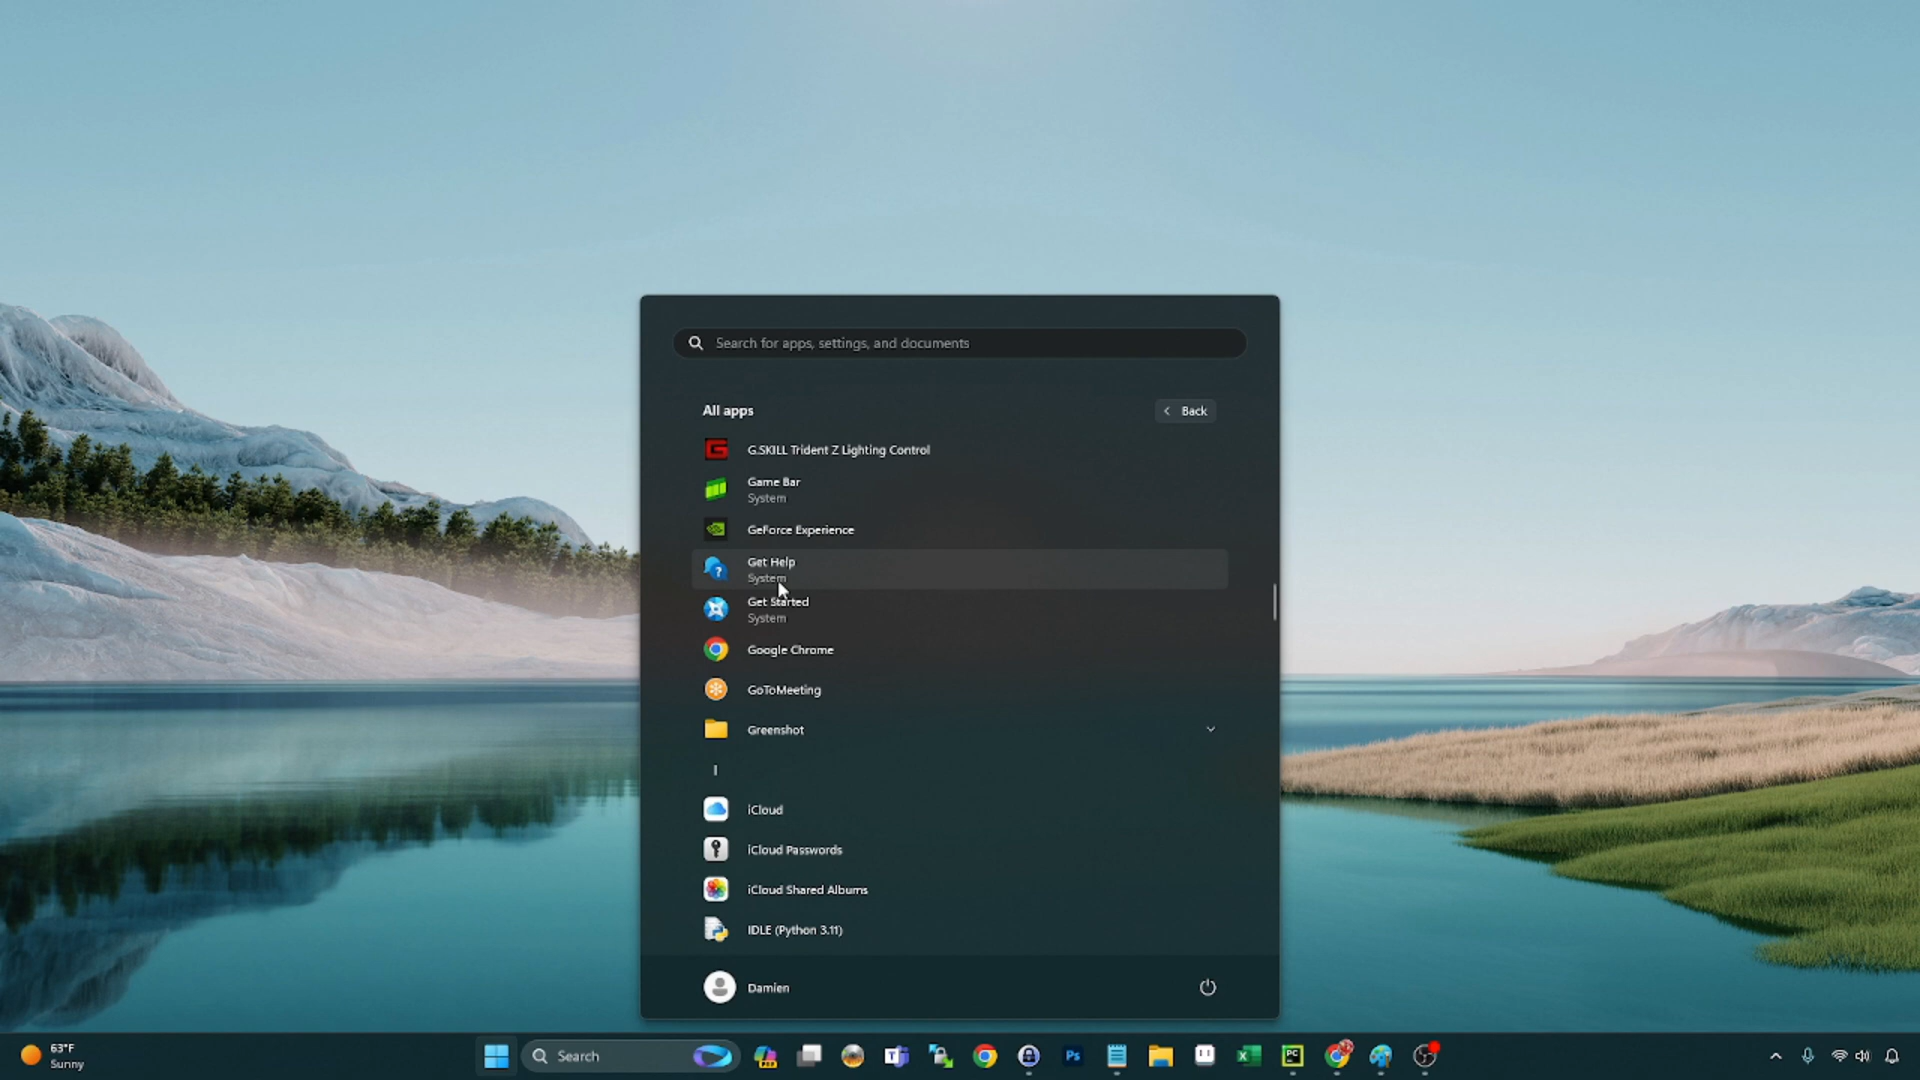 Search for apps, settings, and documents
All apps
Back
G.SKILL Trident Z Lighting Control
Game Bar
System
GeForce Experience
Get Help
System
Get Started
System
Google Chrome
GoToMeeting
Greenshot
I
iCloud
iCloud Passwords
iCloud Shared Albums
IDLE (Python 3.11)
Damien
63°F
Sunny
Search
Ps
PC